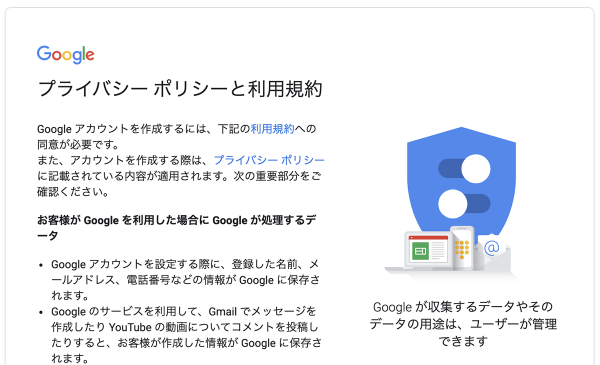 Google
プライバシー ポリシーと利用規約
Google アカウントを作成するには、下記の利用規約への
同意が必要です。
また、アカウントを作成する際は、プライバシー ポリシー
に記載されている内容が適用されます。次の重要部分をご
確認ください。
お客様が Google を利用した場合に Google が処理するデ
ータ
• Google アカウントを設定する際に、登録した名前、メ
ールアドレス、電話番号などの情報が Google に保存さ
れます。
• Google のサービスを利用して、Gmail でメッセージを
作成したり YouTube の動画についてコメントを投稿し
たりすると、お客様が作成した情報が Google に保存さ
れます。
@
Google が収集するデータやその
データの用途は、ユーザーが管理
できます